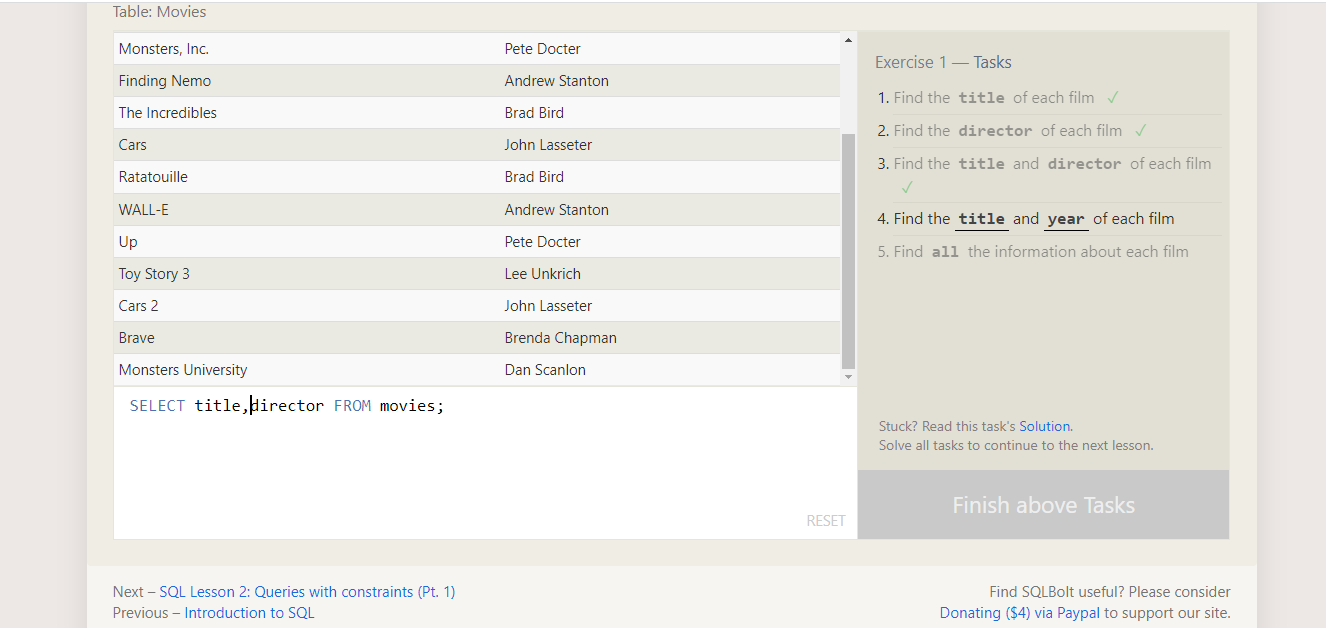 Table: Movies
Monsters, Inc. Pete Docter
Finding Nemo Andrew Stanton
The Incredibles Brad Bird
Cars John Lasseter
Ratatouille Brad Bird
WALL-E Andrew Stanton
Up Pete Docter
Toy Story 3 Lee Unkrich
Cars 2 John Lasseter
Brave Brenda Chapman
Monsters University Dan Scanlon
SELECT title,director FROM movies;
RESET
Exercise 1 — Tasks
1. Find the title of each film ✓
2. Find the director of each film ✓
3. Find the title and director of each film
✓
4. Find the title and year of each film
5. Find all the information about each film
Stuck? Read this task's Solution.
Solve all tasks to continue to the next lesson.
Finish above Tasks
Next – SQL Lesson 2: Queries with constraints (Pt. 1)
Previous – Introduction to SQL
Find SQLBolt useful? Please consider
Donating ($4) via Paypal to support our site.